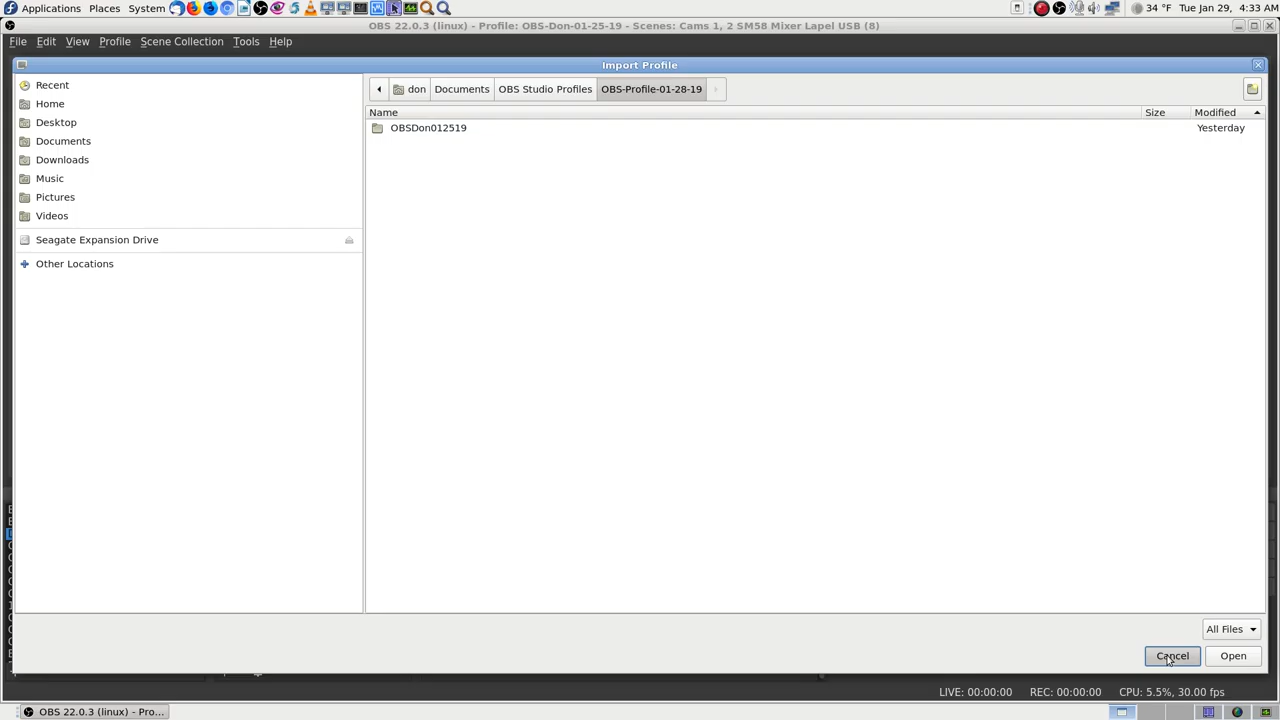 Applications Places System 34 °F Tue Jan 29, 4:33 AM
OBS 22.0.3 (linux) - Profile: OBS-Don-01-25-19 - Scenes: Cams 1, 2 SM58 Mixer Lapel USB (8)
File Edit View Profile Scene Collection Tools Help
Import Profile
Recent
Home
Desktop
Documents
Downloads
Music
Pictures
Videos
Seagate Expansion Drive
Other Locations
don Documents OBS Studio Profiles OBS-Profile-01-28-19
Name Size Modified
OBSDon012519 Yesterday
All Files
Cancel Open
LIVE: 00:00:00 REC: 00:00:00 CPU: 5.5%, 30.00 fps
OBS 22.0.3 (linux) - Pro...